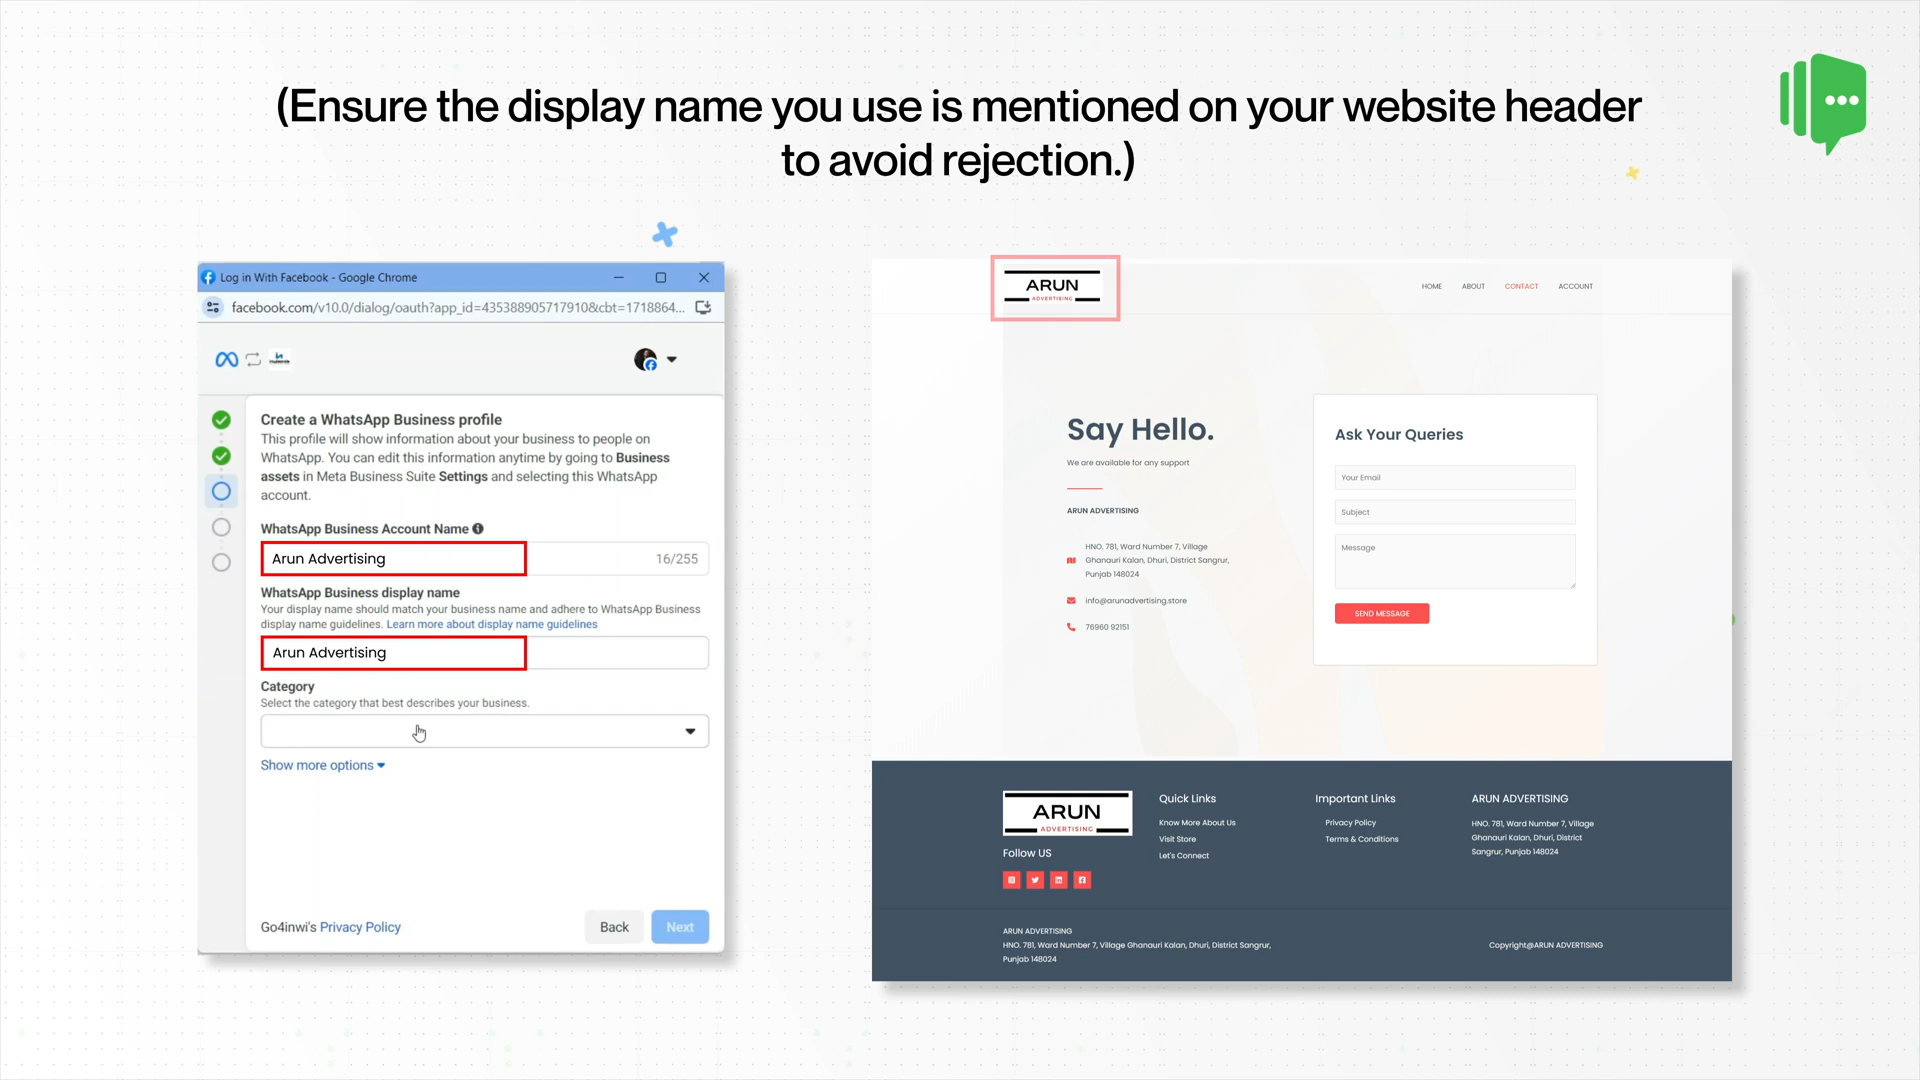 (Ensure the display name you use is mentioned on your website header
to avoid rejection.)
Log in With Facebook - Google Chrome
facebook.com/v10.0/dialog/oauth?app_id=435388905717910&cbt=1718864...
Create a WhatsApp Business profile
This profile will show information about your business to people on
WhatsApp. You can edit this information anytime by going to Business
assets in Meta Business Suite Settings and selecting this WhatsApp
account.
WhatsApp Business Account Name
Arun Advertising
16/255
WhatsApp Business display name
Your display name should match your business name and adhere to WhatsApp Business
display name guidelines. Learn more about display name guidelines
Arun Advertising
Category
Select the category that best describes your business.
Show more options
Go4inwi's Privacy Policy
Back
Next
ARUN
ADVERTISING
HOME
ABOUT
CONTACT
ACCOUNT
Say Hello.
We are available for any support
ARUN ADVERTISING
HNO. 781, Ward Number 7, Village
Ghanauri Kalan, Dhuri, District Sangrur,
Punjab 148024
info@arunadvertising.store
76960 92151
Ask Your Queries
Your Email
Subject
Message
SEND MESSAGE
ARUN
ADVERTISING
Follow US
Quick Links
Know More About Us
Visit Store
Let's Connect
Important Links
Privacy Policy
Terms & Conditions
ARUN ADVERTISING
HNO. 781, Ward Number 7, Village
Ghanauri Kalan, Dhuri, District
Sangrur, Punjab 148024
ARUN ADVERTISING
HNO. 781, Ward Number 7, Village Ghanauri Kalan, Dhuri, District Sangrur,
Punjab 148024
Copyright@ARUN ADVERTISING